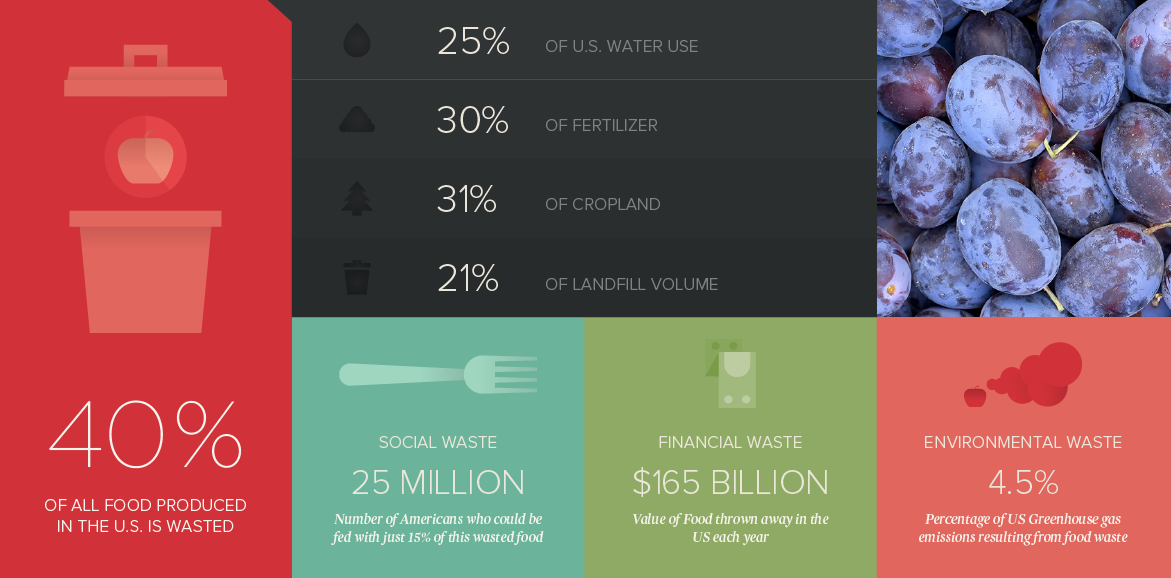 40%
OF ALL FOOD PRODUCED
IN THE U.S. IS WASTED
25% OF U.S. WATER USE
30% OF FERTILIZER
31% OF CROPLAND
21% OF LANDFILL VOLUME
SOCIAL WASTE
25 MILLION
Number of Americans who could be
fed with just 15% of this wasted food
FINANCIAL WASTE
$165 BILLION
Value of Food thrown away in the
US each year
ENVIRONMENTAL WASTE
4.5%
Percentage of US Greenhouse gas
emissions resulting from food waste